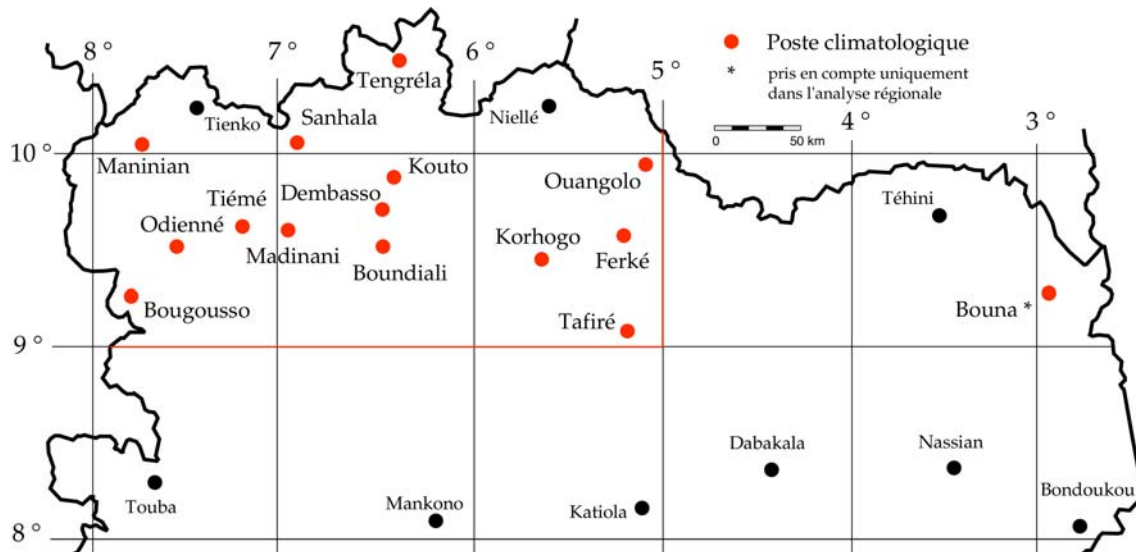 8° 7° 6° 5° 4° 3°
Poste climatologique
* pris en compte uniquement
dans l'analyse régionale
0 50 km
Tengréla
Tienko
Sanhala
Niellé
10°
Maninian
Kouto
Ouangolo
Tiémé
Dembasso
Téhini
Odienné
Madinani
Korhogo
Ferké
Boundiali
Bougousso
Bouna *
Tafiré
9°
Dabakala
Nassian
Touba
Mankono
Katiola
Bondoukou
8°